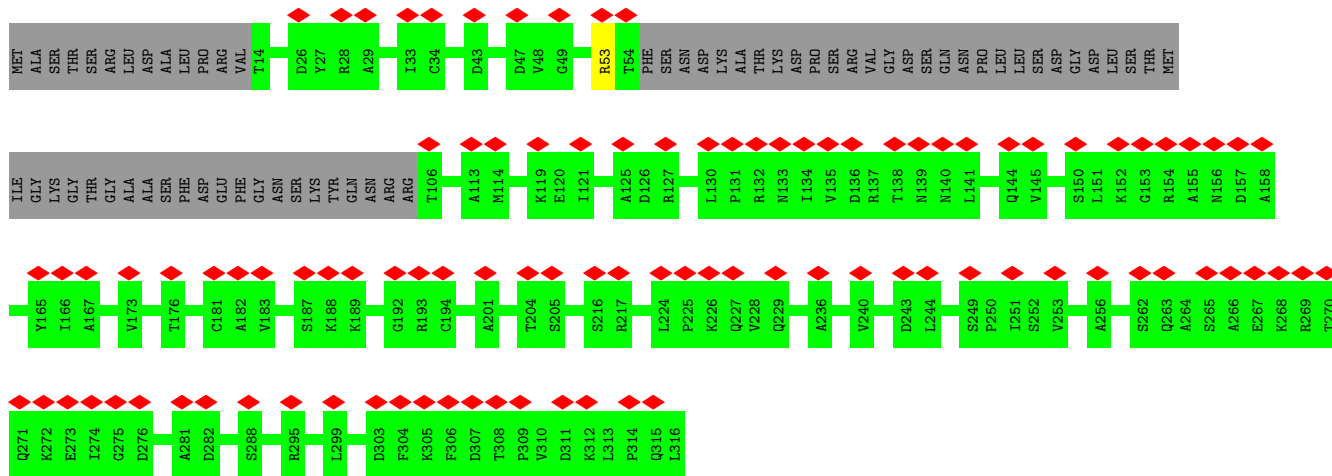 MET ALA SER THR SER ARG LEU ASP ALA LEU PRO ARG VAL T14 D26 Y27 R28 A29 I33 C34 D43 D47 V48 G49 R53 T54 PHE SER ASN ASP LYS ALA THR LYS ASP PRO SER ARG VAL GLY ASP SER GLN ASN PRO LEU LEU SER ASP GLY ASP LEU SER THR MET
ILE GLY LYS GLY THR GLY ALA ALA SER PHE ASP GLU PHE GLY ASN SER LYS TYR GLN ASN ARG ARG T106 A113 M114 K119 E120 I121 A125 D126 R127 L130 P131 R132 N133 I134 V135 D136 R137 T138 N139 N140 L141 Q144 V145 S150 L151 K152 G153 R154 A155 N156 D157 A158
Y165 I166 A167 V173 T176 C181 A182 V183 S187 K188 K189 G192 R193 C194 A201 T204 S205 S216 R217 L224 P225 K226 Q227 V228 Q229 A236 V240 D243 L244 S249 P250 I251 S252 V253 A256 S262 Q263 A264 S265 A266 E267 K268 R269 T270
Q271 K272 E273 I274 G275 D276 A281 D282 S288 R295 L299 D303 F304 K305 F306 D307 T308 P309 V310 D311 K312 L313 P314 Q315 L316